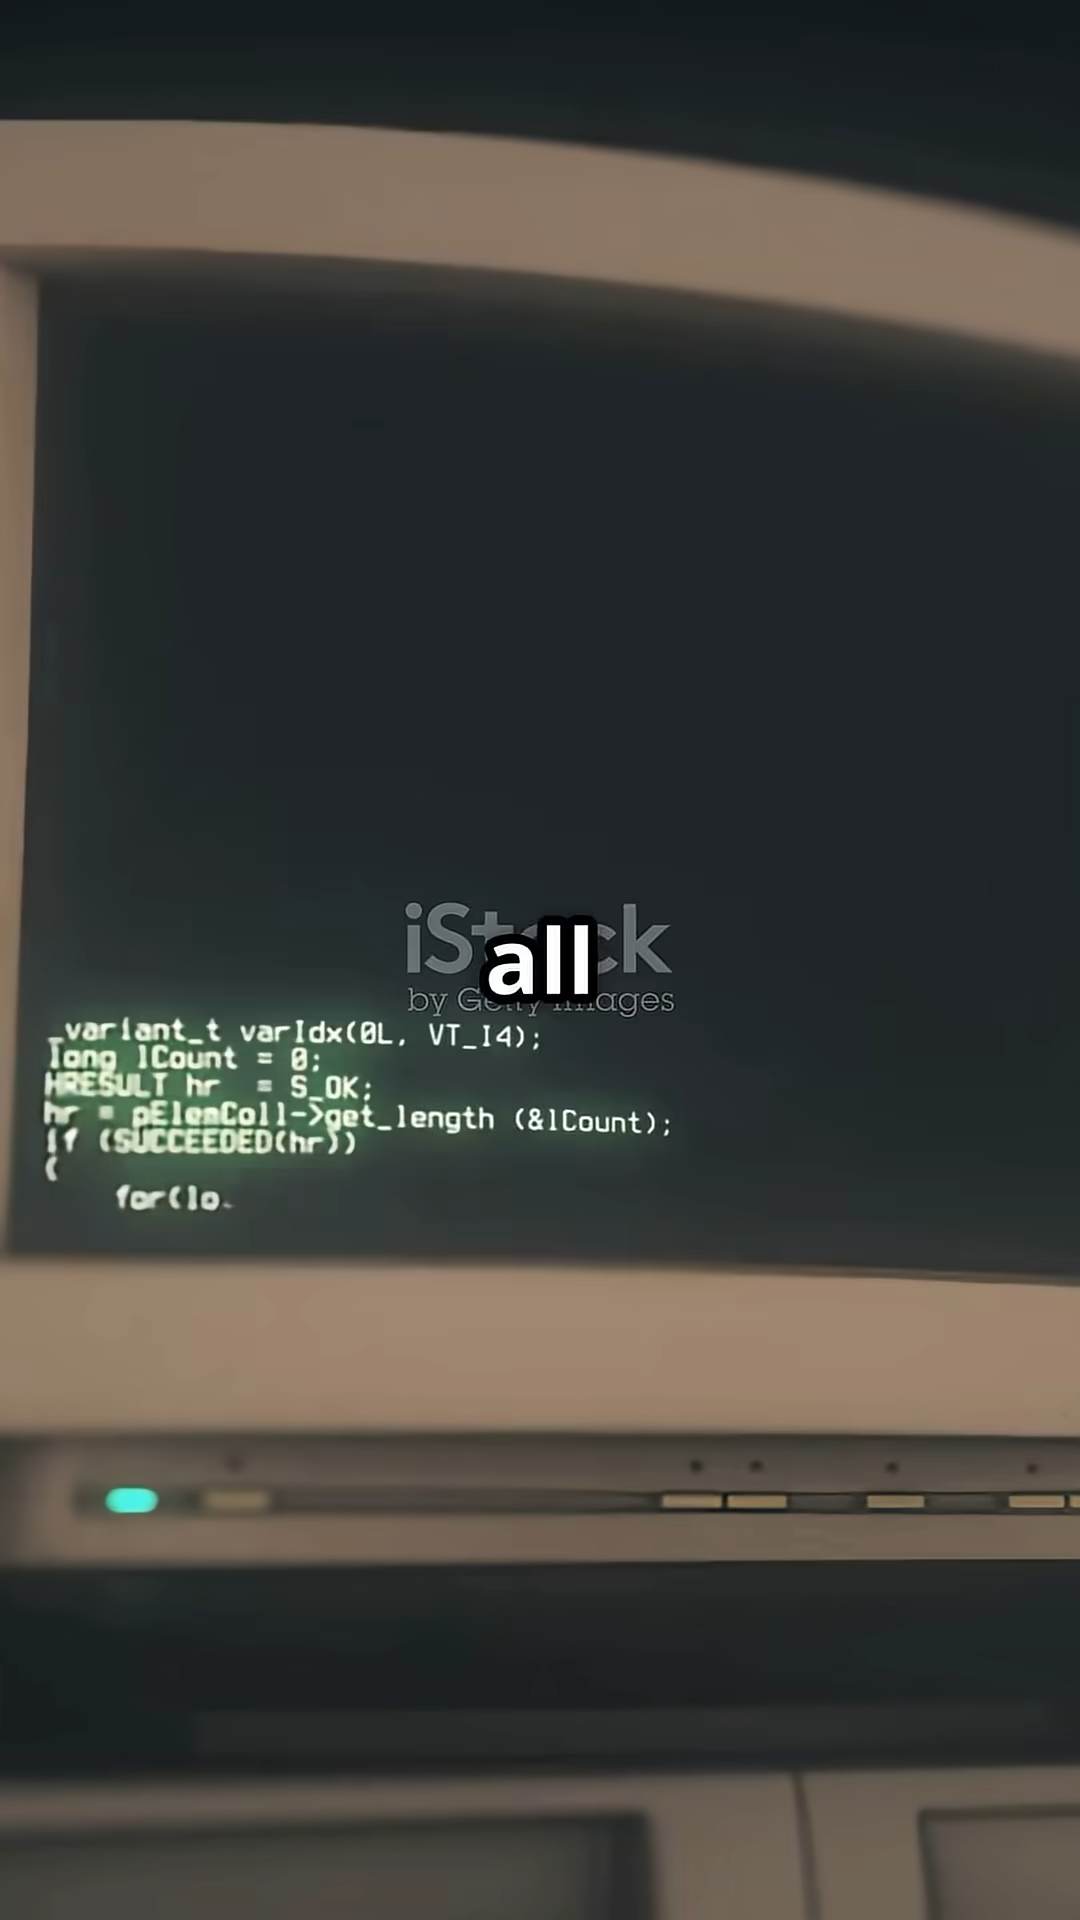 iStock
all
by Getty Images
_variant_t varIdx(0L, VT_I4);
long lCount = 0;
HRESULT hr  = S_OK;
hr = pElemColl->get_length (&lCount);
if (SUCCEEDED(hr))
{
for(lo